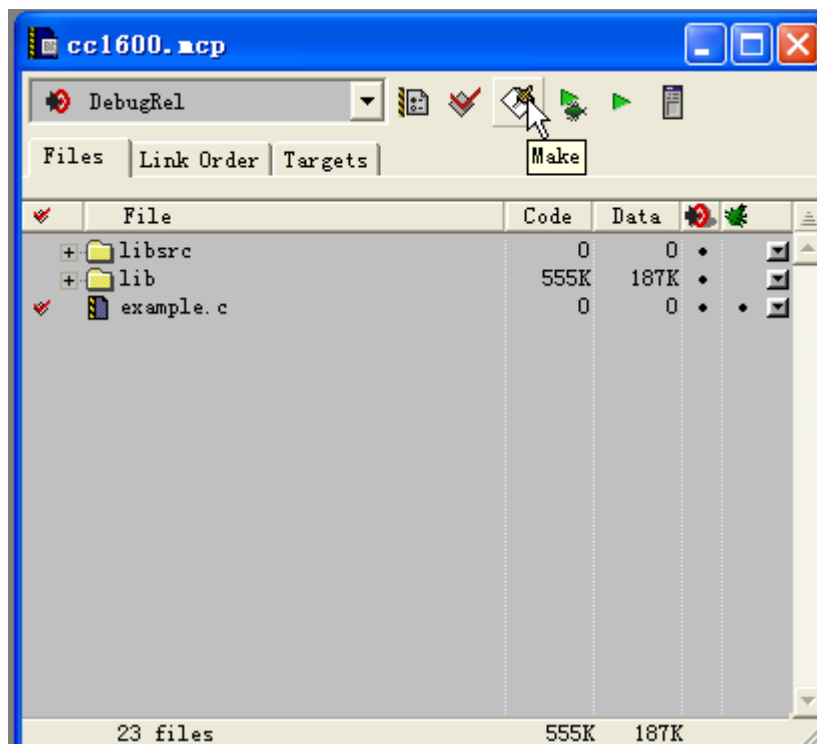 cc1600.mcp
DebugRel
Files Link Order Targets
Make
File Code Data
libsrc 0 0
lib 555K 187K
example.c 0 0
23 files 555K 187K